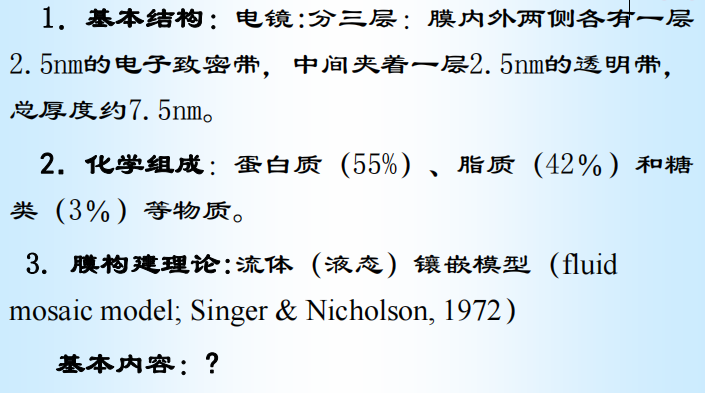 1. 基本结构：电镜:分三层：膜内外两侧各有一层
2.5nm的电子致密带，中间夹着一层2.5nm的透明带，
总厚度约7.5nm。
2. 化学组成：蛋白质（55%）、脂质（42%）和糖
类（3%）等物质。
3. 膜构建理论:流体（液态）镶嵌模型（fluid
mosaic model; Singer & Nicholson, 1972）
基本内容：?